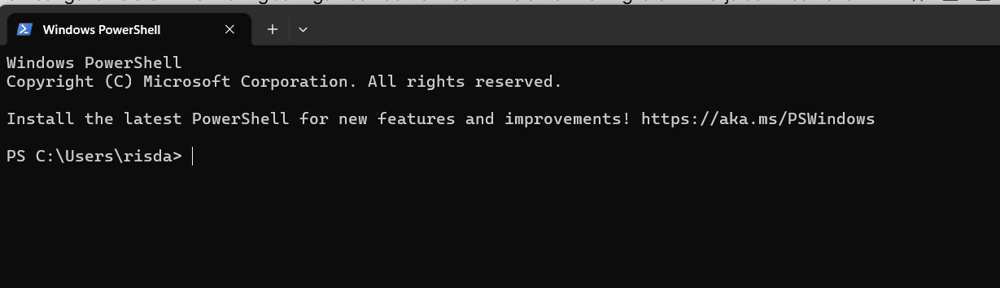 Windows PowerShell
Windows PowerShell
Copyright (C) Microsoft Corporation. All rights reserved.
Install the latest PowerShell for new features and improvements! https://aka.ms/PSWindows
PS C:\Users\risda>